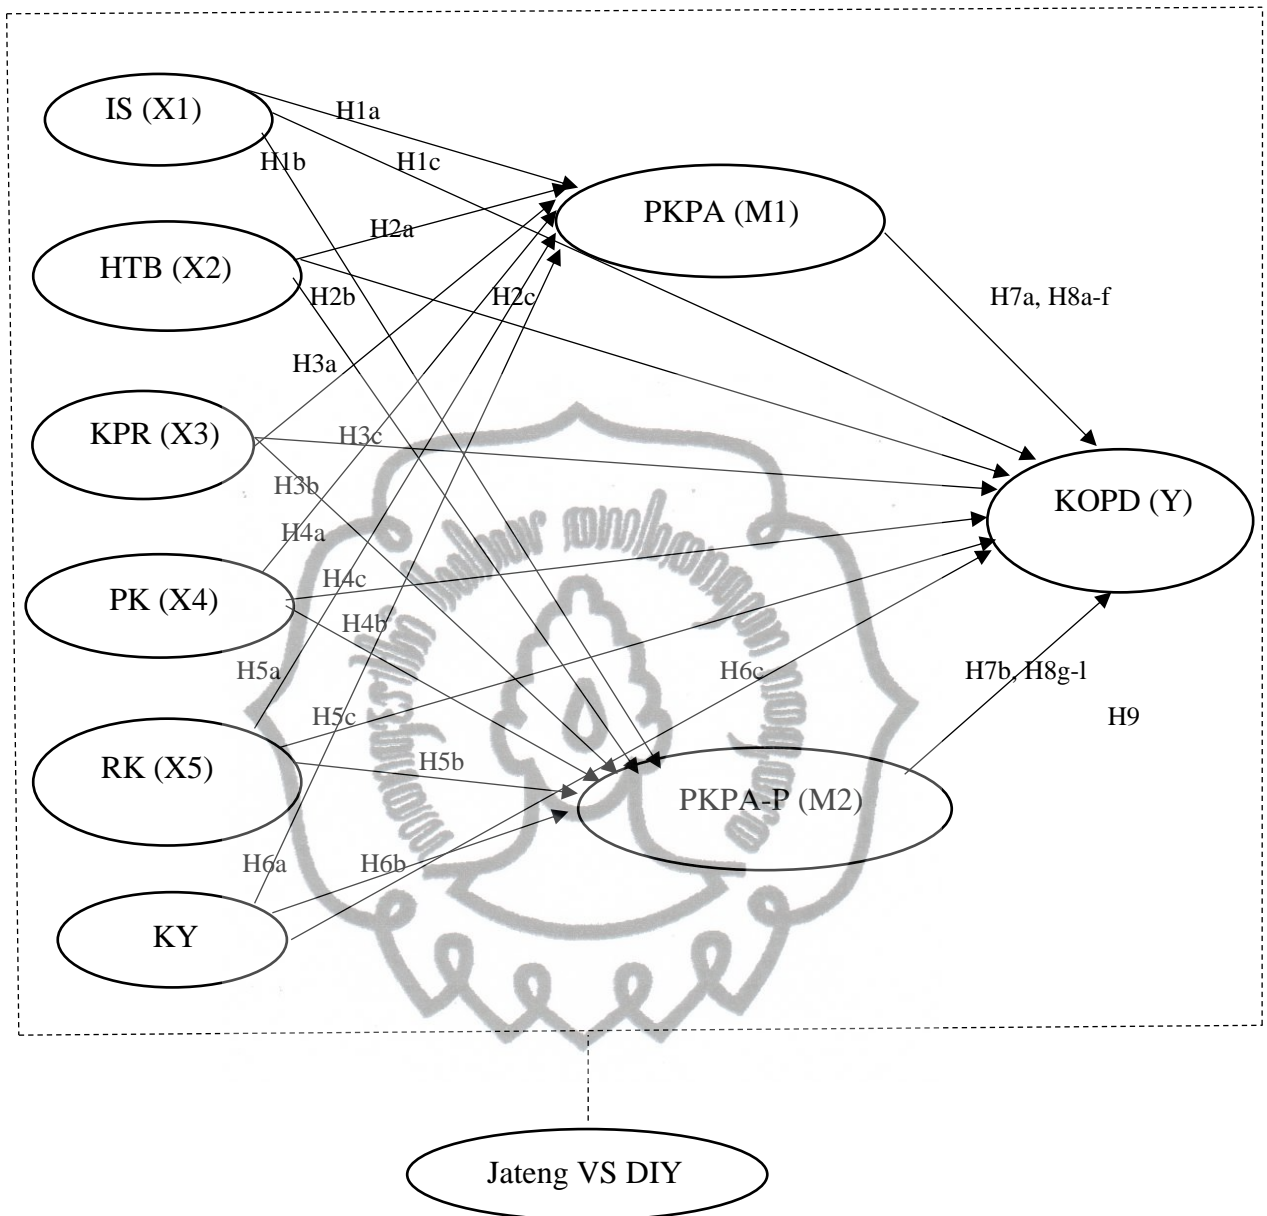 IS (X1)
H1a
H1b
H1c
PKPA (M1)
H2a
HTB (X2)
H2b
H2c
H7a, H8a-f
H3a
KPR (X3)
H3c
H3b
KOPD (Y)
H4a
H4c
PK (X4)
H4b
H5a
H6c
H7b, H8g-l
H5c
H9
RK (X5)
H5b
PKPA-P (M2)
H6a
H6b
KY
Jateng VS DIY